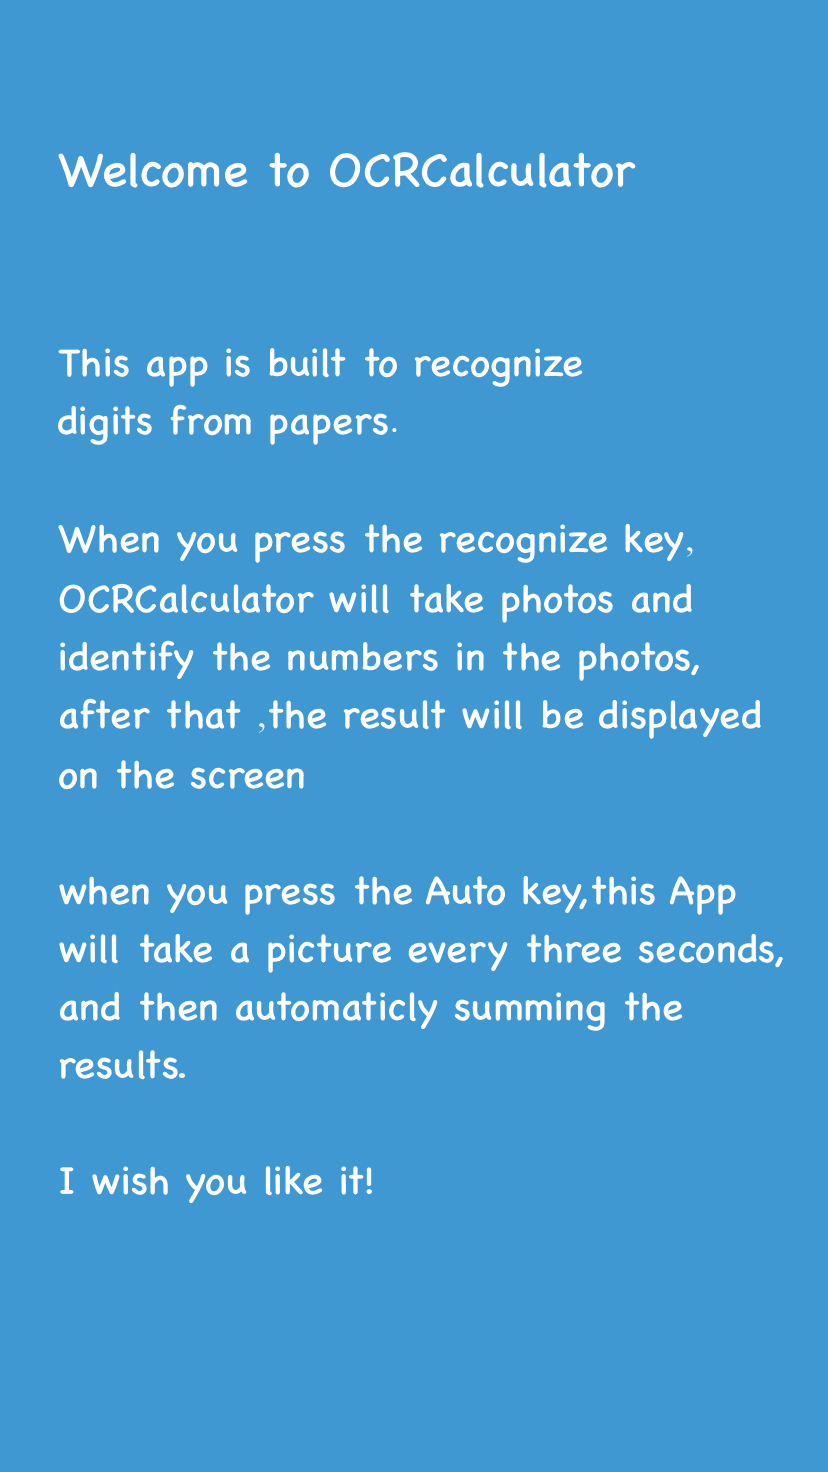 Welcome to OCRCalculator
This app is built to recognize
digits from papers.
When you press the recognize key,
OCRCalculator will take photos and
identify the numbers in the photos,
after that ,the result will be displayed
on the screen
when you press the Auto key,this App
will take a picture every three seconds,
and then automaticly summing the
results.
I wish you like it!